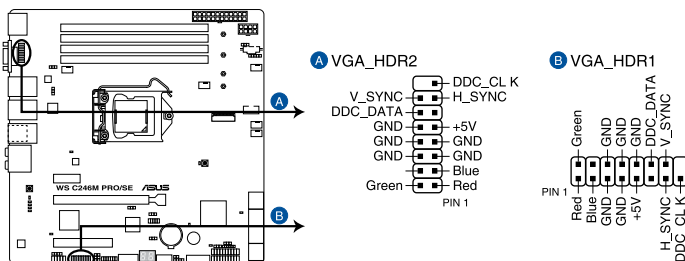 A VGA_HDR2
B VGA_HDR1
DDC_CL K
V_SYNC H_SYNC
DDC_DATA
GND +5V
GND GND
GND GND
Blue
Green Red
PIN 1
A
B
WS C246M PRO/SE ASUS
Green
GND
GND
GND
DDC_DATA
V_SYNC
PIN 1
Red
Blue
GND
GND
+5V
H_SYNC
DDC_CL K